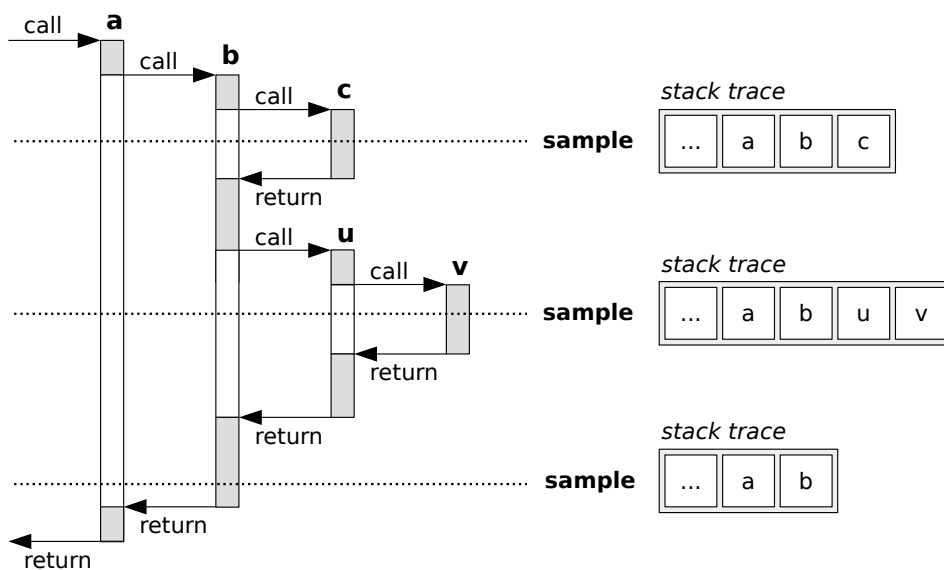 call
a
call
b
call
c
stack trace
sample
... a b c
return
call
u
call
v
stack trace
sample
... a b u v
return
return
stack trace
sample
... a b
return
return